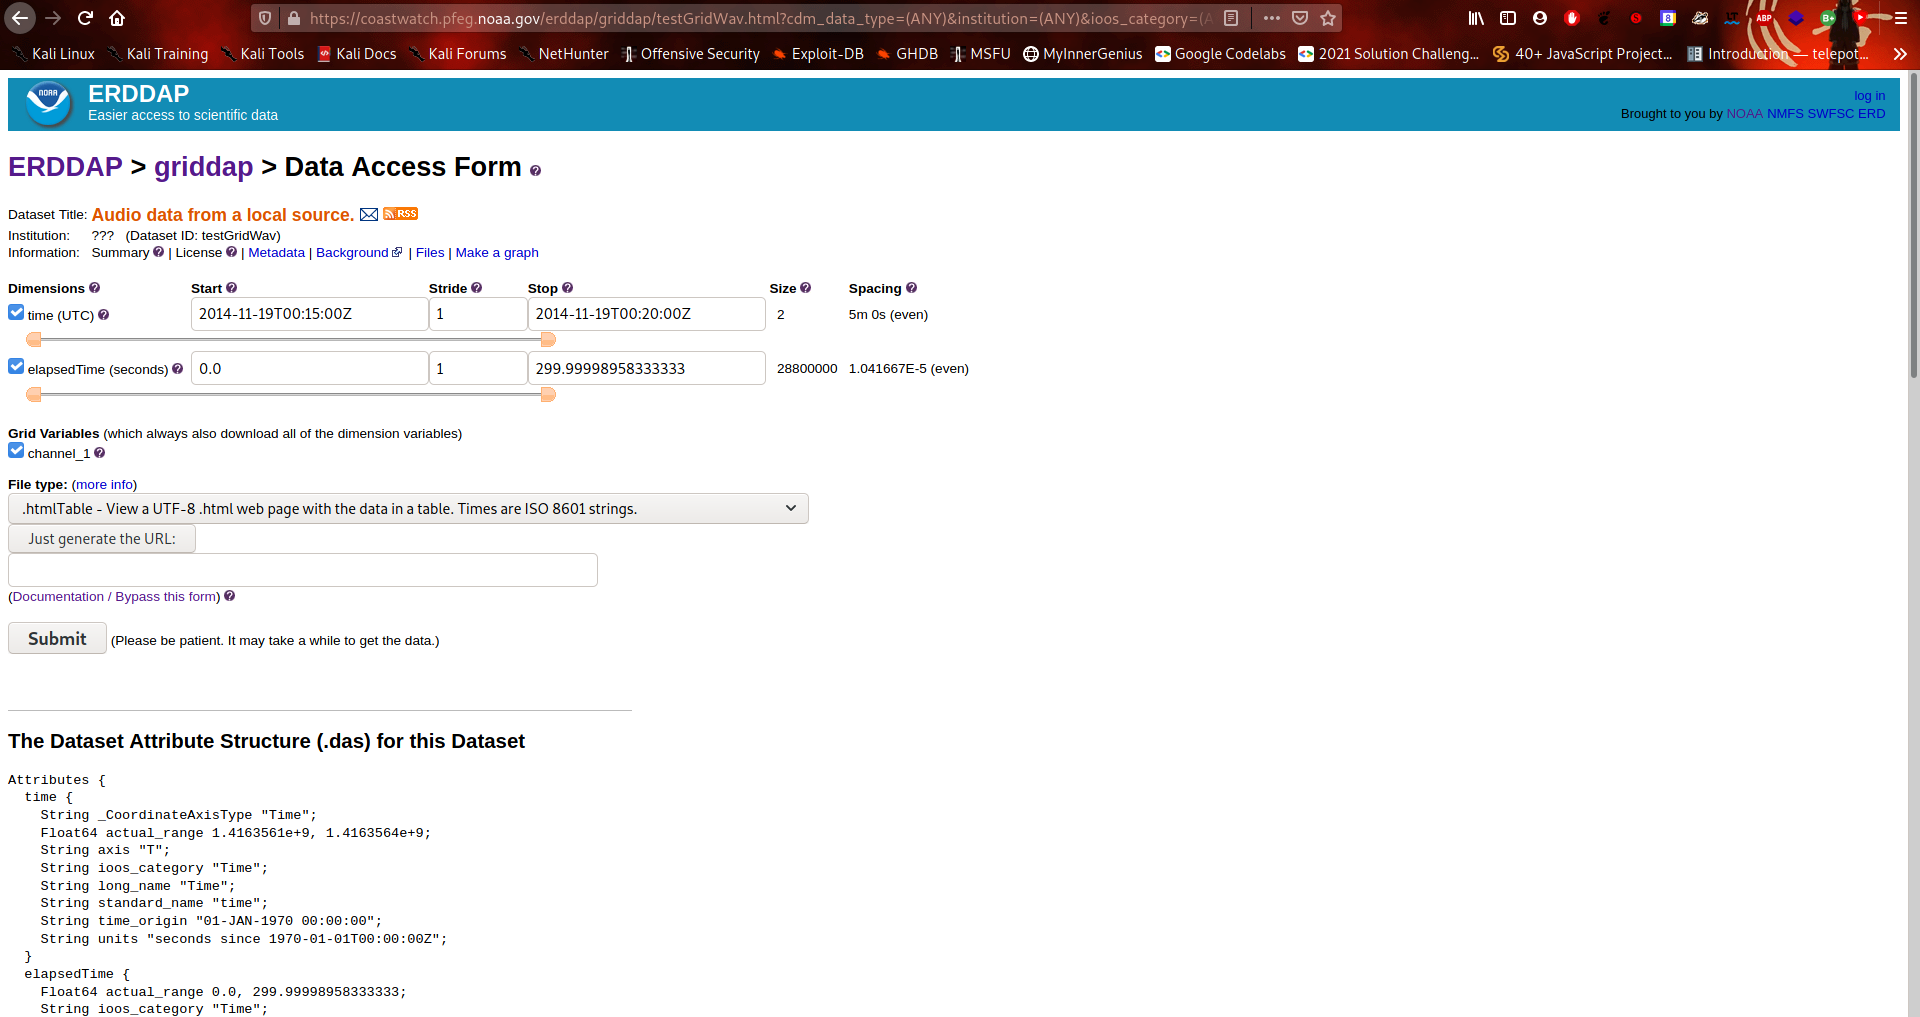 https://coastwatch.pfeg.noaa.gov/erddap/griddap/testGridWav.html?cdm_data_type=(ANY)&institution=(ANY)&ioos_category=(A
Kali Linux Kali Training Kali Tools Kali Docs Kali Forums NetHunter Offensive Security Exploit-DB GHDB MSFU MyInnerGenius Google Codelabs 2021 Solution Challeng... 40+ JavaScript Project... Introduction — telepot...
ERDDAP
Easier access to scientific data
log in
Brought to you by NOAA NMFS SWFSC ERD
ERDDAP > griddap > Data Access Form ?
Dataset Title: Audio data from a local source. RSS
Institution: ??? (Dataset ID: testGridWav)
Information: Summary ? | License ? | Metadata | Background | Files | Make a graph
Dimensions ? Start ? Stride ? Stop ? Size ? Spacing ?
time (UTC) ? 2014-11-19T00:15:00Z 1 2014-11-19T00:20:00Z 2 5m 0s (even)
elapsedTime (seconds) ? 0.0 1 299.99998958333333 28800000 1.041667E-5 (even)
Grid Variables (which always also download all of the dimension variables)
channel_1 ?
File type: (more info)
.htmlTable - View a UTF-8 .html web page with the data in a table. Times are ISO 8601 strings.
Just generate the URL:
(Documentation / Bypass this form) ?
Submit (Please be patient. It may take a while to get the data.)
The Dataset Attribute Structure (.das) for this Dataset
Attributes {
time {
String _CoordinateAxisType "Time";
Float64 actual_range 1.4163561e+9, 1.4163564e+9;
String axis "T";
String ioos_category "Time";
String long_name "Time";
String standard_name "time";
String time_origin "01-JAN-1970 00:00:00";
String units "seconds since 1970-01-01T00:00:00Z";
}
elapsedTime {
Float64 actual_range 0.0, 299.99998958333333;
String ioos_category "Time";